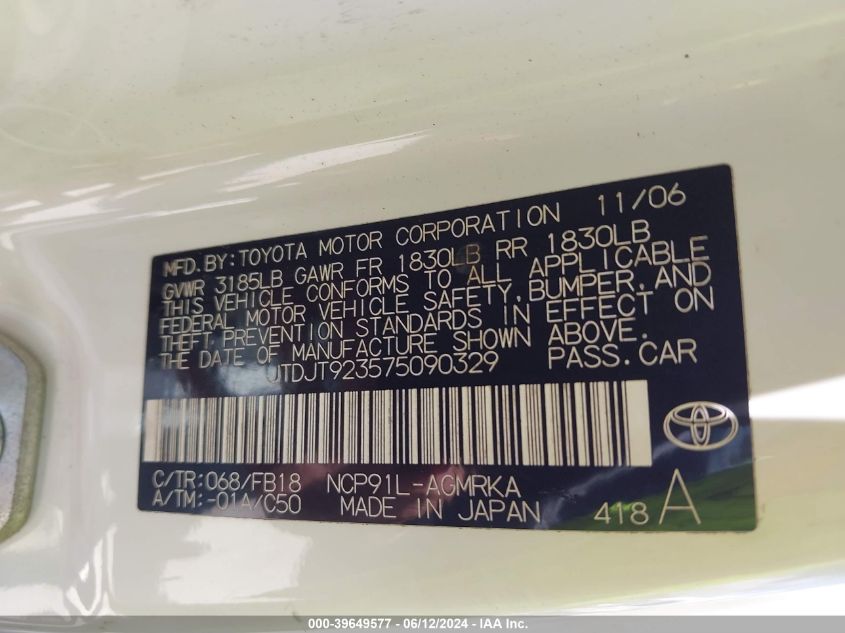 MFD. BY: TOYOTA MOTOR CORPORATION 11/06
GVWR 3185LB GAWR FR 1830LB RR 1830LB
THIS VEHICLE CONFORMS TO ALL APPLICABLE
FEDERAL MOTOR VEHICLE SAFETY, BUMPER, AND
THEFT PREVENTION STANDARDS IN EFFECT ON
THE DATE OF MANUFACTURE SHOWN ABOVE.
JTDJT923575090329 PASS. CAR
C/TR: 068/FB18 NCP91L-AGMRKA
A/TM: -01A/C50 MADE IN JAPAN 418 A
000-39649577 - 06/12/2024 - IAA Inc.